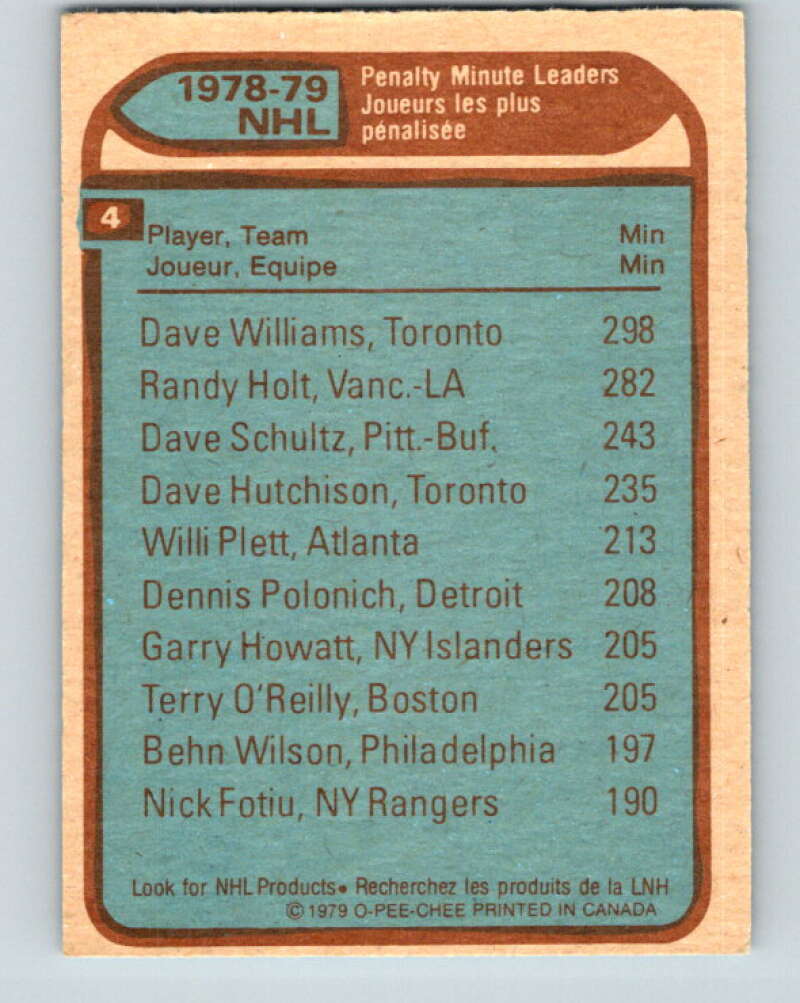 1978-79
NHL
Penalty Minute Leaders
Joueurs les plus
pénalisée
4
Player, Team Min
Joueur, Equipe Min
Dave Williams, Toronto 298
Randy Holt, Vanc.-LA 282
Dave Schultz, Pitt.-Buf. 243
Dave Hutchison, Toronto 235
Willi Plett, Atlanta 213
Dennis Polonich, Detroit 208
Garry Howatt, NY Islanders 205
Terry O'Reilly, Boston 205
Behn Wilson, Philadelphia 197
Nick Fotiu, NY Rangers 190
Look for NHL Products• Recherchez les produits de la LNH
© 1979 O-PEE-CHEE PRINTED IN CANADA